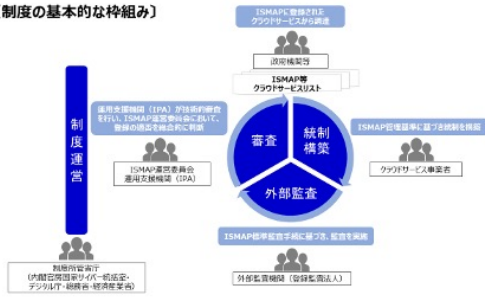 制度の基本的な枠組み〕
ISMAPに登録された
クラウドサービスから調達
政府機関等
ISMAP等
クラウドサービスリスト
運用支援機関（IPA）が技術的審査
を行い、ISMAP運営委員会において、
登録の適否を総合的に判断
制度運営
審査
統制
構築
外部監査
ISMAP管理基準に基づき統制を構築
ISMAP運営委員会
運用支援機関（IPA）
クラウドサービス事業者
ISMAP標準監査手続に基づき、監査を実施
制度所管省庁
（内閣官房国家サイバー統括室・
デジタル庁・総務省・経済産業省）
外部監査機関（登録監査法人）